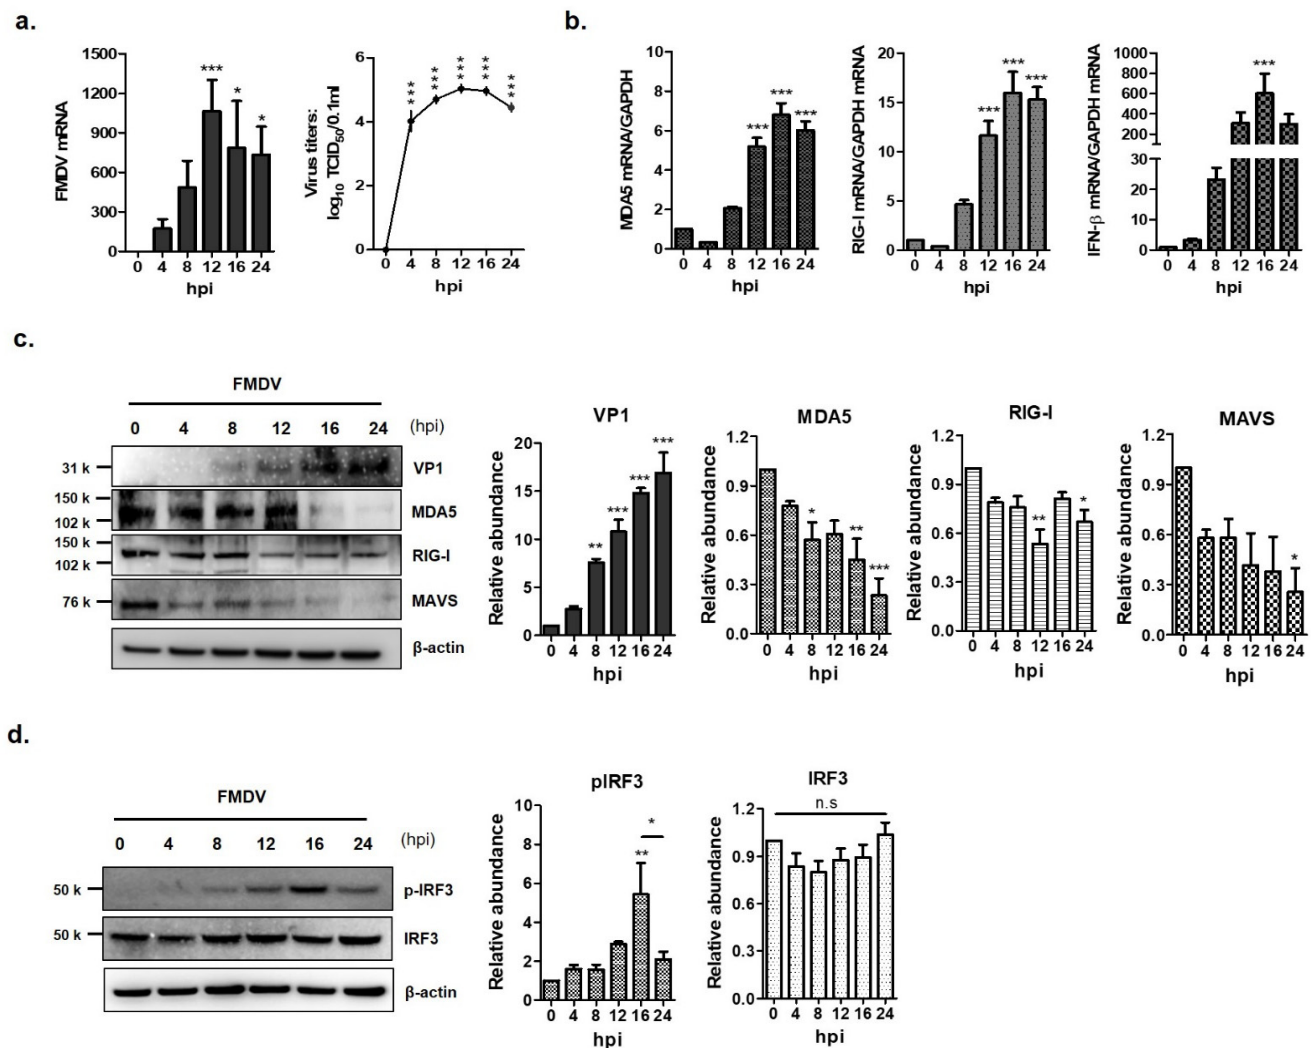 a.
FMDV mRNA
1500
1200
900
600
300
0
***
*
*
0 4 8 12 16 24
hpi
Virus titers:
log10 TCID50/0.1ml
6
4
2
0
***
***
***
***
***
0 4 8 12 16 24
hpi
b.
MDA5 mRNA/GAPDH
10
8
6
4
2
0
***
***
***
0 4 8 12 16 24
hpi
RIG-I mRNA/GAPDH mRNA
20
15
10
5
0
***
***
***
0 4 8 12 16 24
hpi
IFN-β mRNA/GAPDH mRNA
1000
800
600
400
200
30
20
10
0
***
0 4 8 12 16 24
hpi
c.
FMDV
0 4 8 12 16 24 (hpi)
31 k VP1
150 k
MDA5
102 k
150 k
RIG-I
102 k
76 k MAVS
β-actin
VP1
Relative abundance
20
15
10
5
0
**
***
***
***
0 4 8 12 16 24
hpi
MDA5
Relative abundance
1.2
0.9
0.6
0.3
0.0
*
**
***
0 4 8 12 16 24
hpi
RIG-I
Relative abundance
1.2
0.9
0.6
0.3
0.0
**
*
0 4 8 12 16 24
hpi
MAVS
Relative abundance
1.2
0.9
0.6
0.3
0.0
*
0 4 8 12 16 24
hpi
d.
FMDV
0 4 8 12 16 24 (hpi)
50 k p-IRF3
50 k IRF3
β-actin
pIRF3
Relative abundance
10
8
6
4
2
0
*
**
0 4 8 12 16 24
hpi
IRF3
Relative abundance
1.2
0.9
0.6
0.3
0.0
n.s
0 4 8 12 16 24
hpi